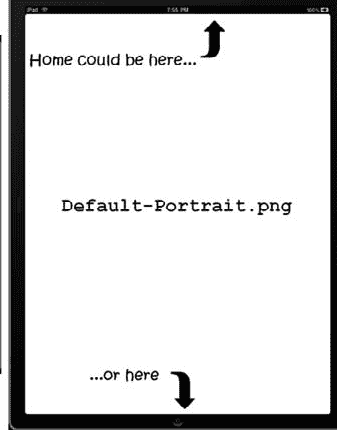 iPad 7:55 PM 100%
Home could be here...
Default-Portrait.png
...or here